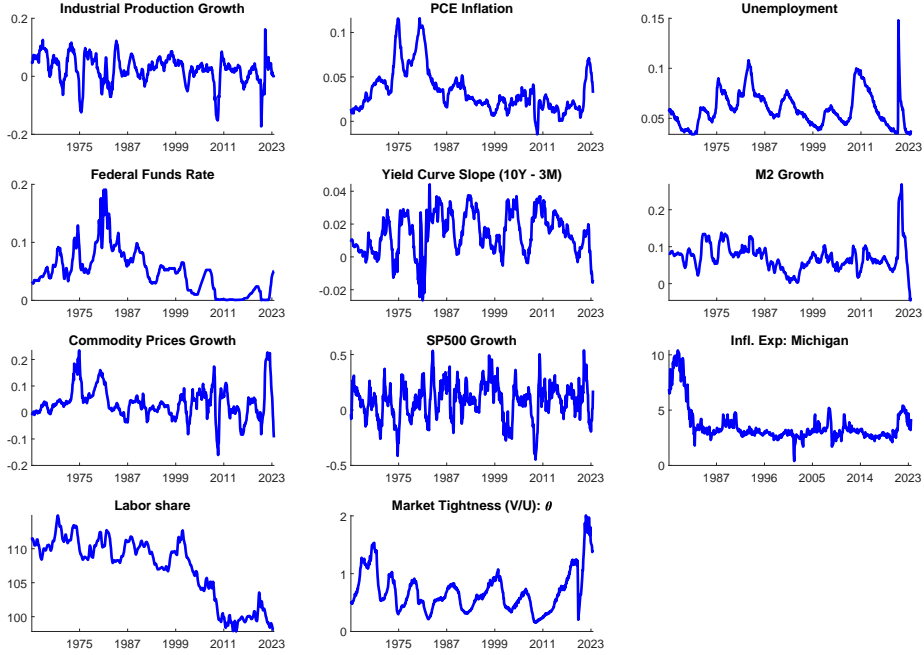 Industrial Production Growth
0.2
0
-0.2
1975 1987 1999 2011 2023
PCE Inflation
0.1
0.05
0
1975 1987 1999 2011 2023
Unemployment
0.15
0.1
0.05
1975 1987 1999 2011 2023
Federal Funds Rate
0.2
0.1
0
1975 1987 1999 2011 2023
Yield Curve Slope (10Y - 3M)
0.04
0.02
0
-0.02
1975 1987 1999 2011 2023
M2 Growth
0.2
0.1
0
1975 1987 1999 2011 2023
Commodity Prices Growth
0.2
0.1
0
-0.1
-0.2
1975 1987 1999 2011 2023
SP500 Growth
0.5
0
-0.5
1975 1987 1999 2011 2023
Infl. Exp: Michigan
10
5
0
1987 1996 2005 2014 2023
Labor share
110
105
100
1975 1987 1999 2011 2023
Market Tightness (V/U): θ
2
1
0
1975 1987 1999 2011 2023